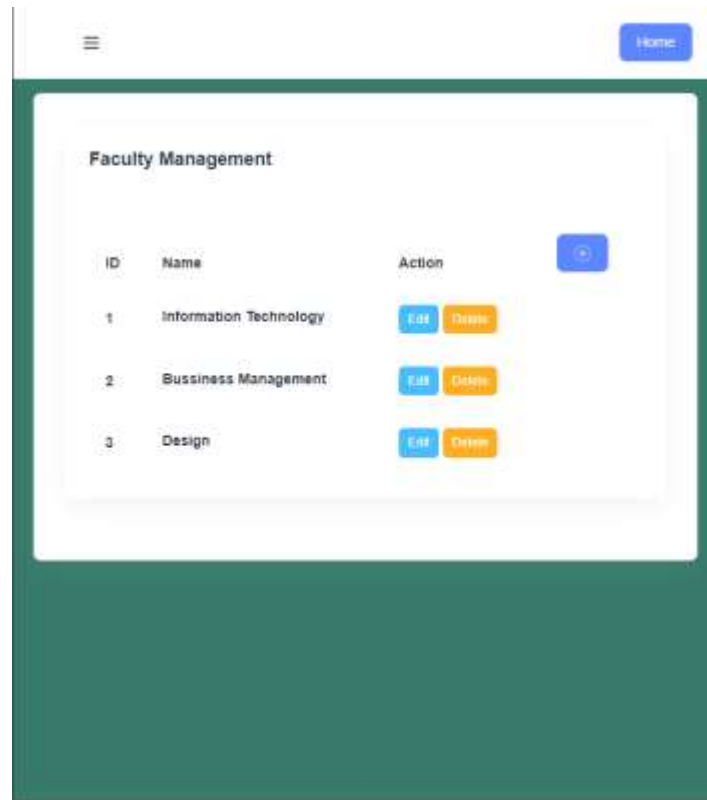 Home
Faculty Management
ID Name Action
1 Information Technology Edit Delete
2 Bussiness Management Edit Delete
3 Design Edit Delete